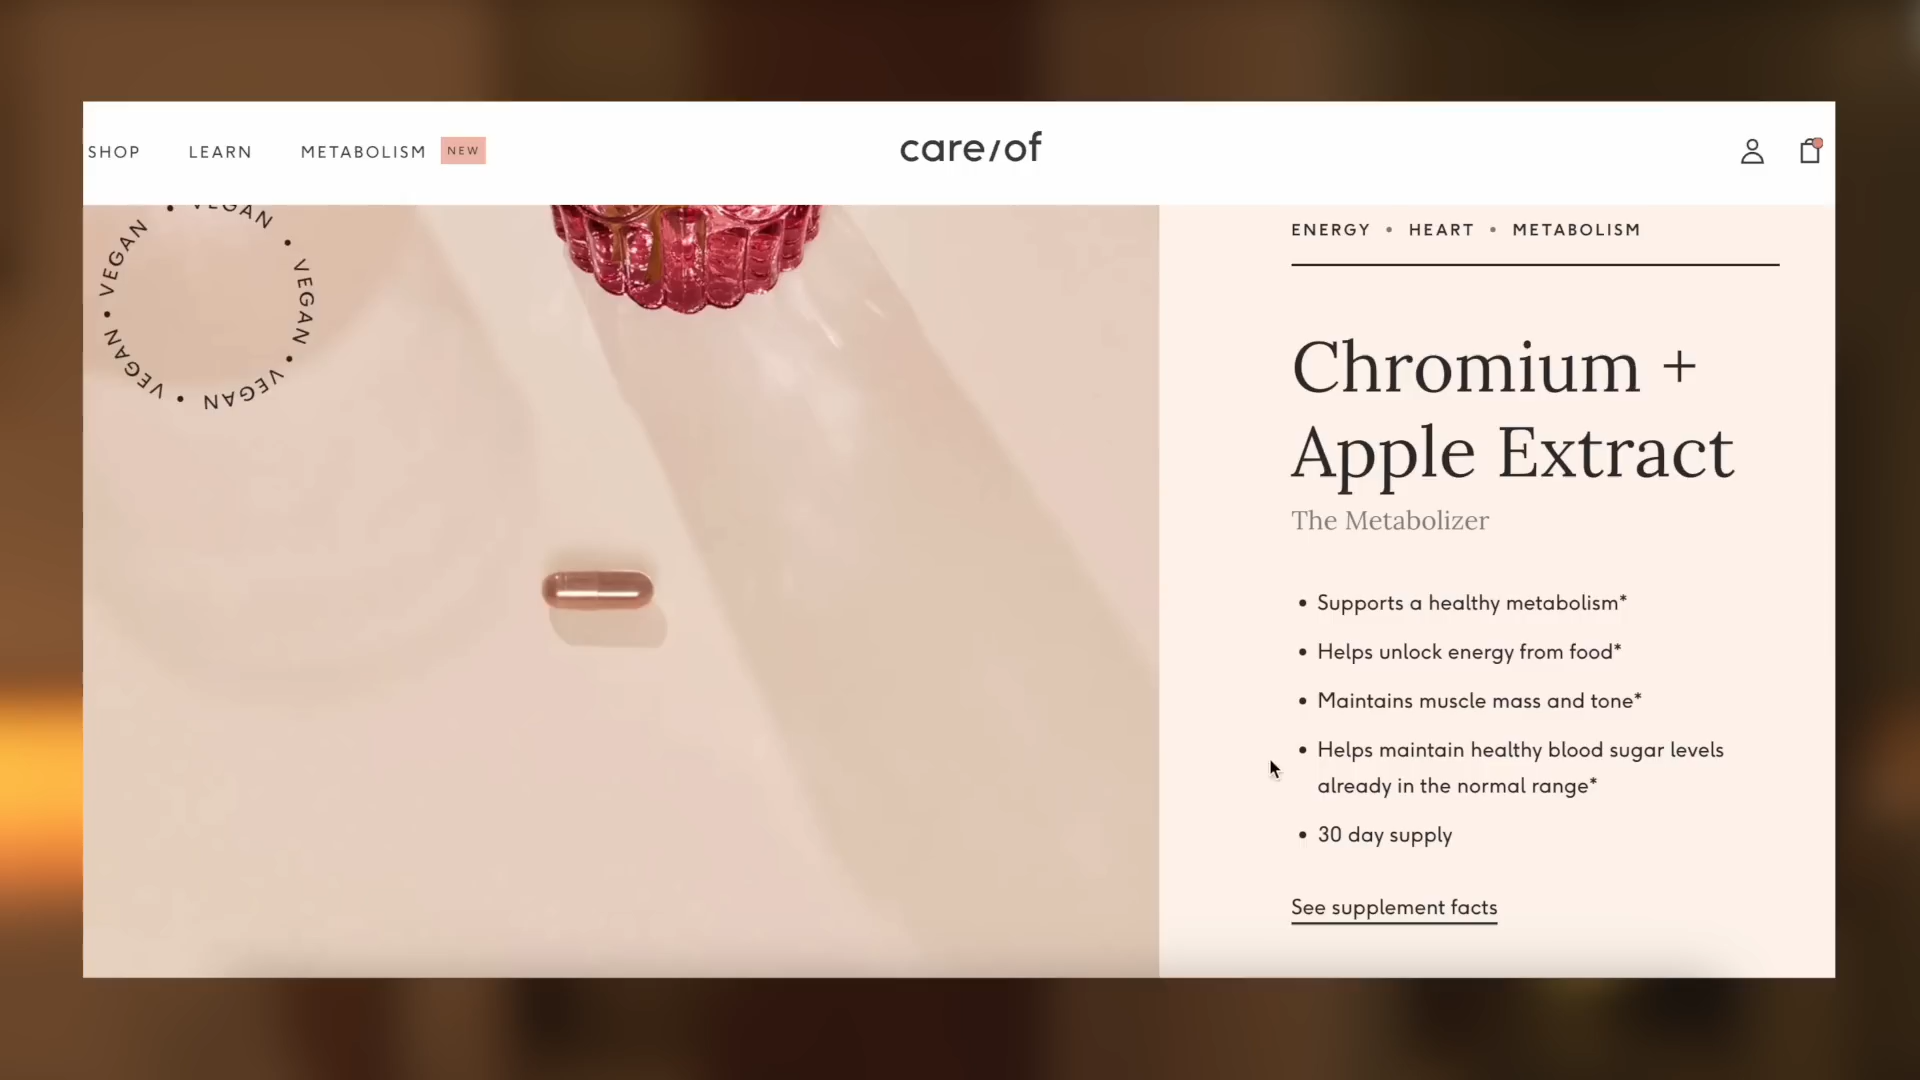 SHOP LEARN METABOLISM NEW care/of
VEGAN • VEGAN • VEGAN • VEGAN • VEGAN • VEGAN •
ENERGY • HEART • METABOLISM
Chromium +
Apple Extract
The Metabolizer
• Supports a healthy metabolism*
• Helps unlock energy from food*
• Maintains muscle mass and tone*
• Helps maintain healthy blood sugar levels
already in the normal range*
• 30 day supply
See supplement facts